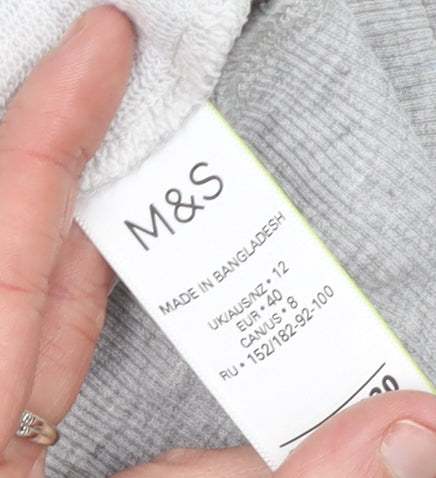 M&S
MADE IN BANGLADESH
UK/AUS/NZ • 12
EUR • 40
CAN/US • 8
RU • 152/182-92-100